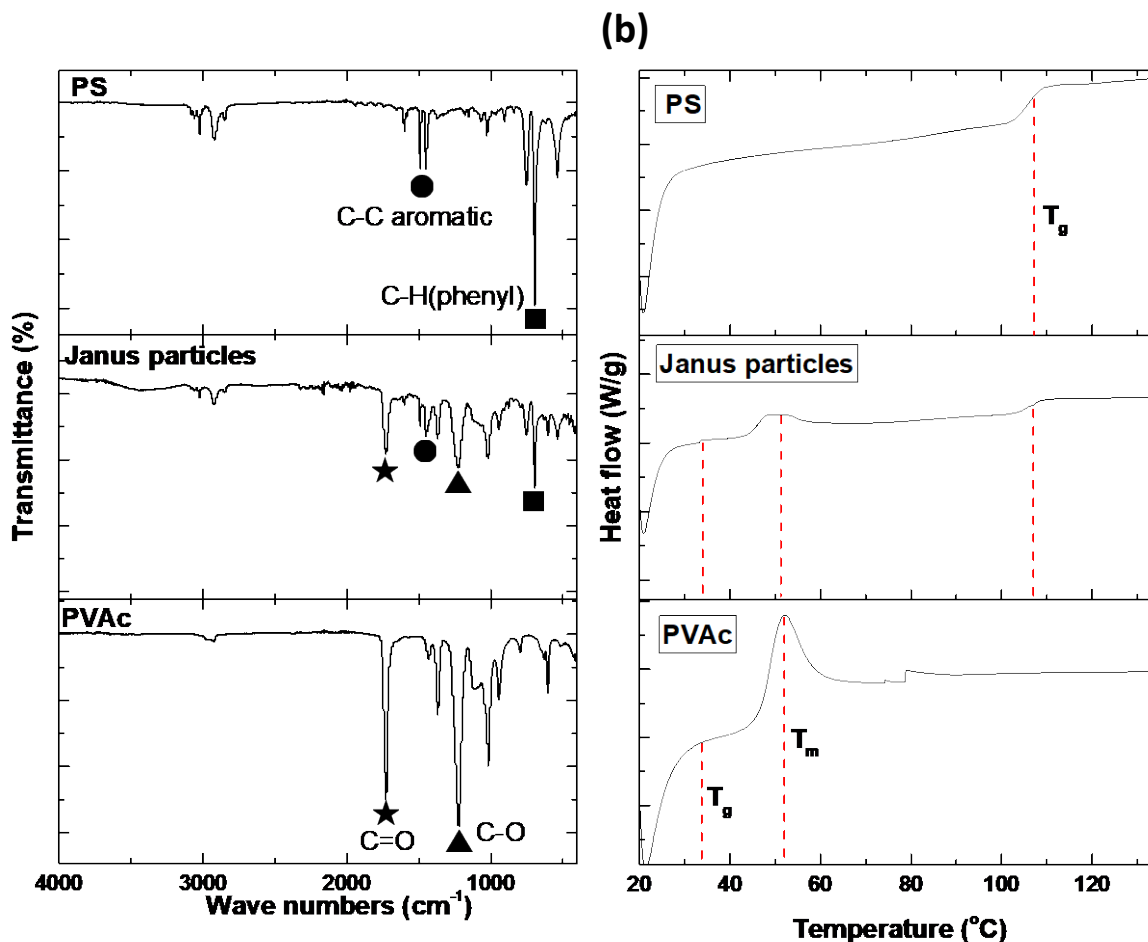 (b)
PS
C-C aromatic
C-H(phenyl)
Janus particles
PVAc
C=O
C-O
Transmittance (%)
4000 3000 2000 1000
Wave numbers (cm⁻¹)
PS
Tg
Janus particles
PVAc
Tm
Tg
Heat flow (W/g)
20 40 60 80 100 120
Temperature (oC)